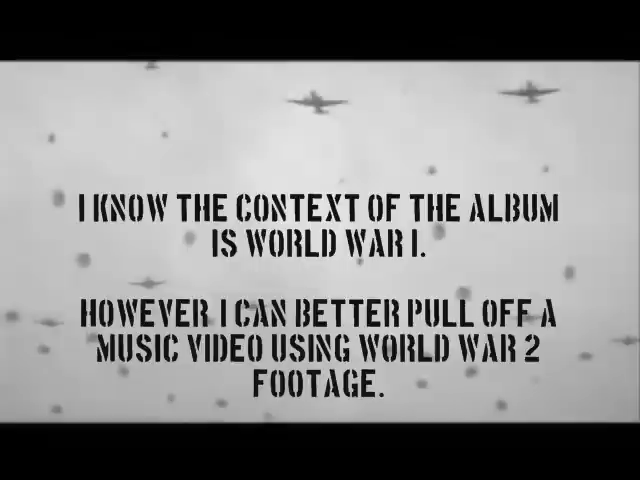 I KNOW THE CONTEXT OF THE ALBUM
IS WORLD WAR I.
HOWEVER I CAN BETTER PULL OFF A
MUSIC VIDEO USING WORLD WAR 2
FOOTAGE.